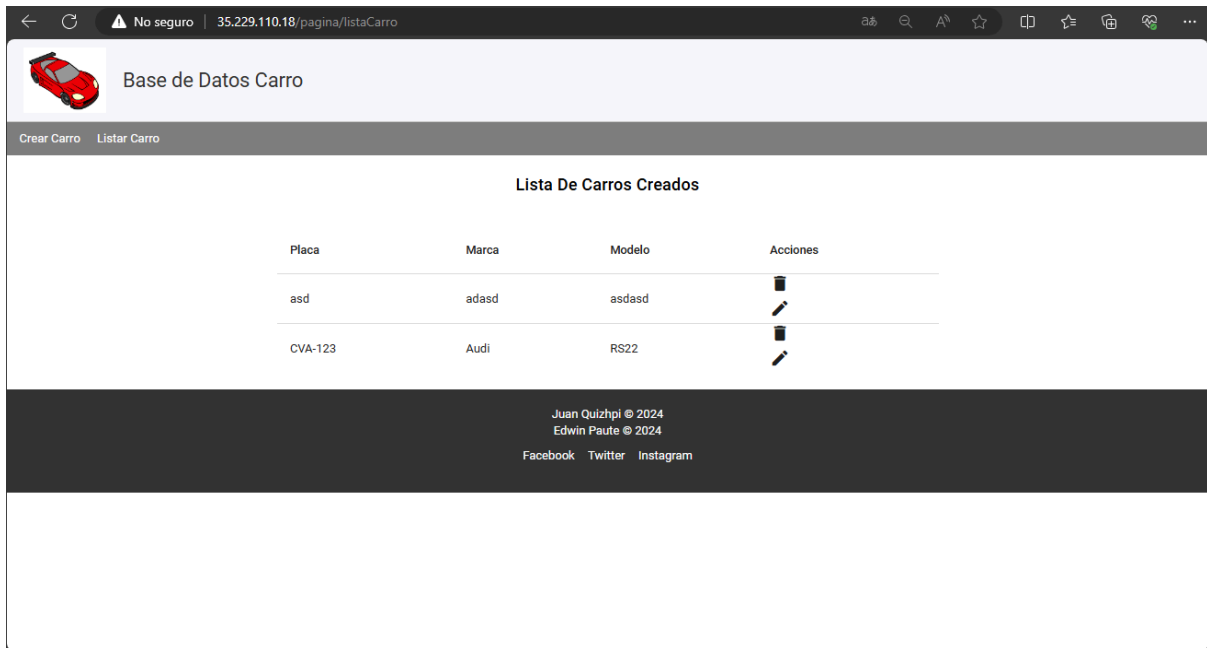 No seguro | 35.229.110.18/pagina/listaCarro
Base de Datos Carro
Crear Carro Listar Carro
Lista De Carros Creados
Placa Marca Modelo Acciones
asd adasd asdasd
CVA-123 Audi RS22
Juan Quizhpi © 2024
Edwin Paute © 2024
Facebook Twitter Instagram